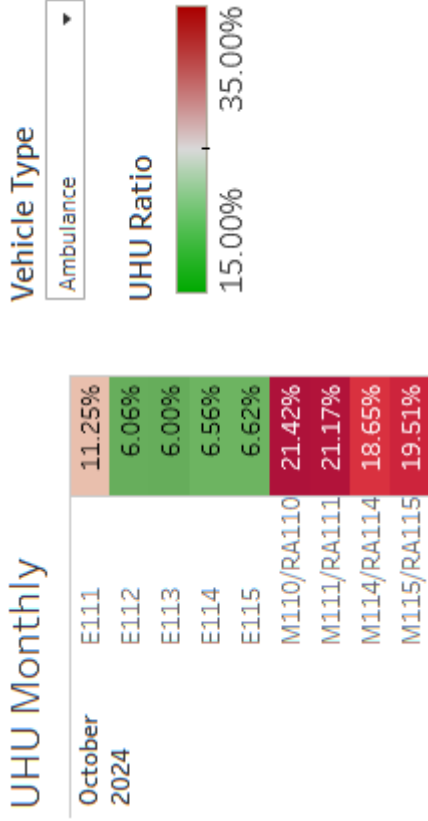 UHU Monthly
October
2024
E111 11.25%
E112 6.06%
E113 6.00%
E114 6.56%
E115 6.62%
M110/RA110 21.42%
M111/RA111 21.17%
M114/RA114 18.65%
M115/RA115 19.51%
Vehicle Type
Ambulance
UHU Ratio
15.00% 35.00%